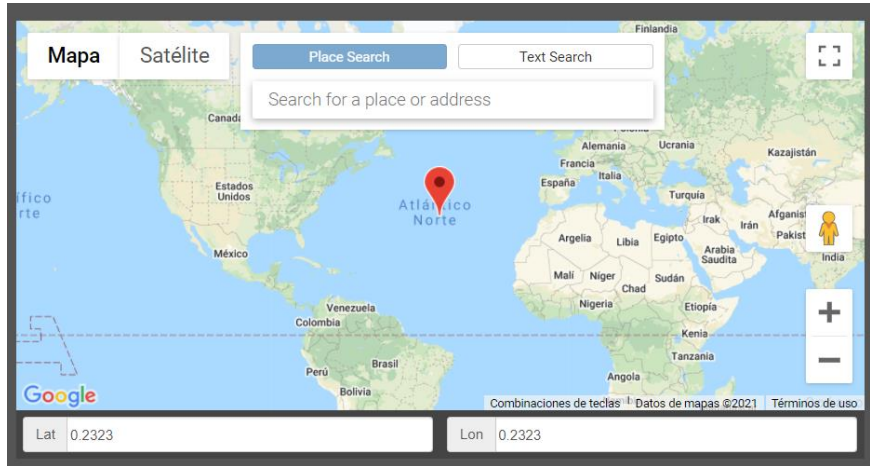 Finlandia
Mapa
Satélite
Place Search
Text Search
Search for a place or address
Canadá
Alemania
Ucrania
Kazajistán
Francia
Italia
España
Turquía
Estados
Unidos
Atlántico
Norte
Irak
Irán
Argelia
Libia
Egipto
Arabia
Saudita
India
México
Malí
Níger
Chad
Sudán
Nigeria
Etiopía
Venezuela
Colombia
Kenia
Tanzania
Perú
Brasil
Angola
Bolivia
Google
Combinaciones de teclas
Datos de mapas ©2021
Términos de uso
Lat 0.2323
Lon 0.2323